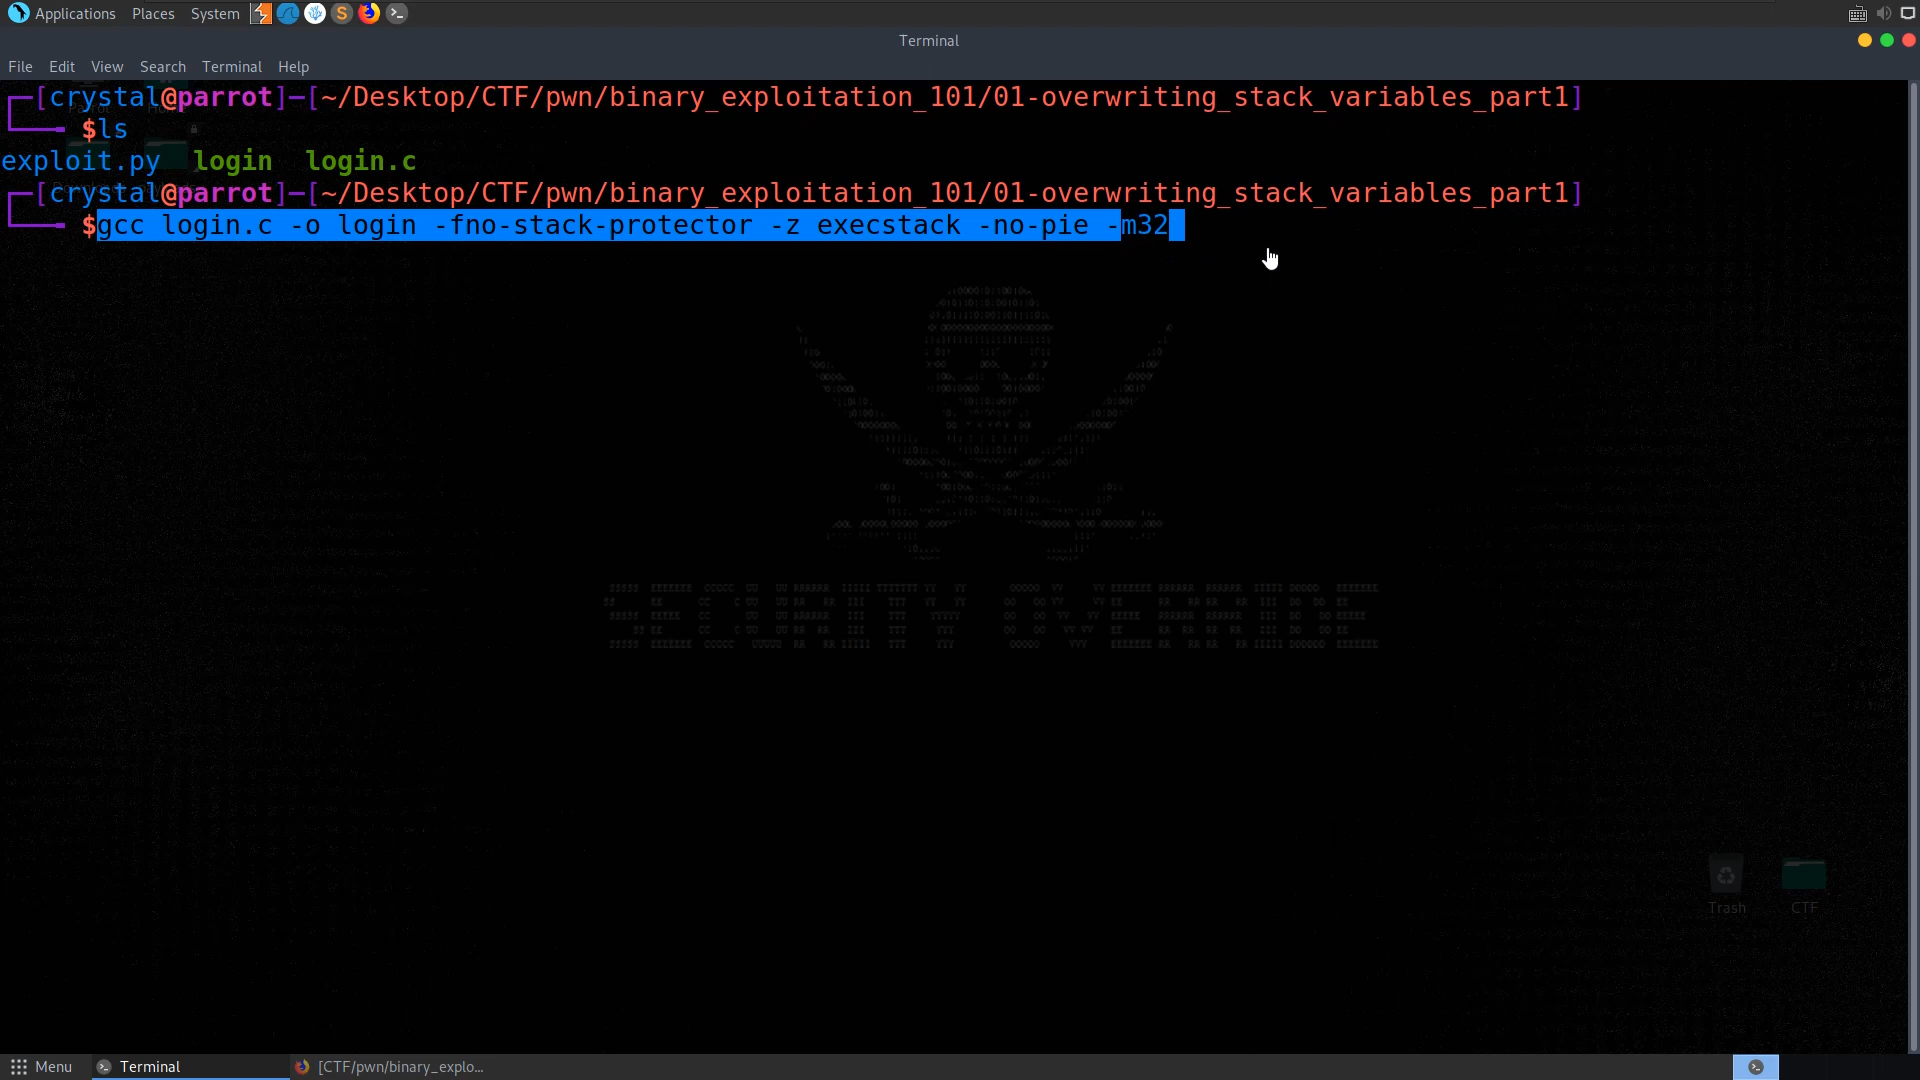 Applications Places System
Terminal
File Edit View Search Terminal Help
┌─[crystal@parrot]─[~/Desktop/CTF/pwn/binary_exploitation_101/01-overwriting_stack_variables_part1]
└──╼ $ls
exploit.py login login.c
┌─[crystal@parrot]─[~/Desktop/CTF/pwn/binary_exploitation_101/01-overwriting_stack_variables_part1]
└──╼ $gcc login.c -o login -fno-stack-protector -z execstack -no-pie -m32
SECURITY OVERRIDE
Trash CTF
Menu Terminal [CTF/pwn/binary_explo...